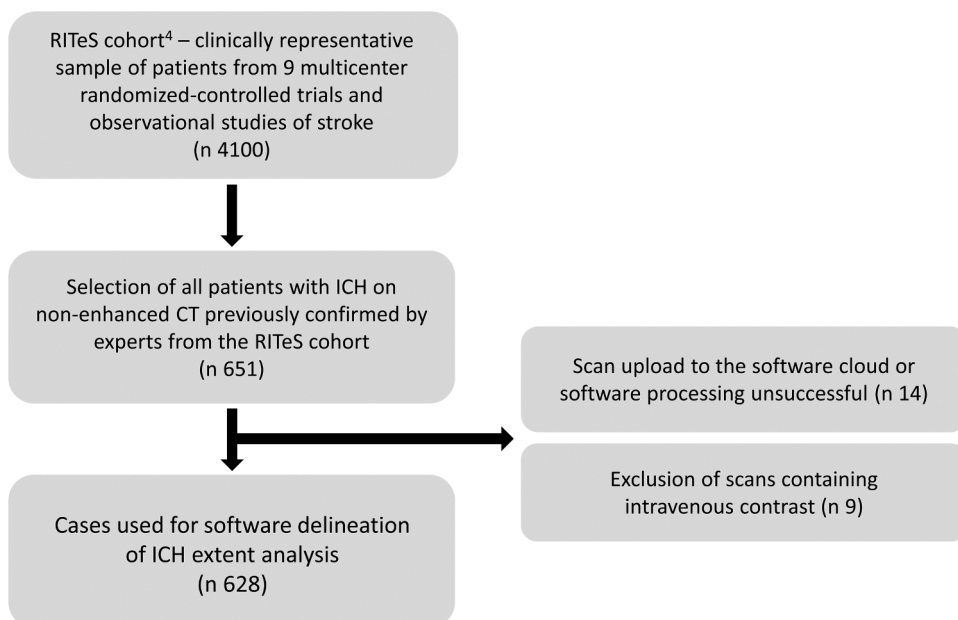 RITeS cohort⁴ – clinically representative
sample of patients from 9 multicenter
randomized-controlled trials and
observational studies of stroke
(n 4100)
Selection of all patients with ICH on
non-enhanced CT previously confirmed by
experts from the RITeS cohort
(n 651)
Scan upload to the software cloud or
software processing unsuccessful (n 14)
Exclusion of scans containing
intravenous contrast (n 9)
Cases used for software delineation
of ICH extent analysis
(n 628)